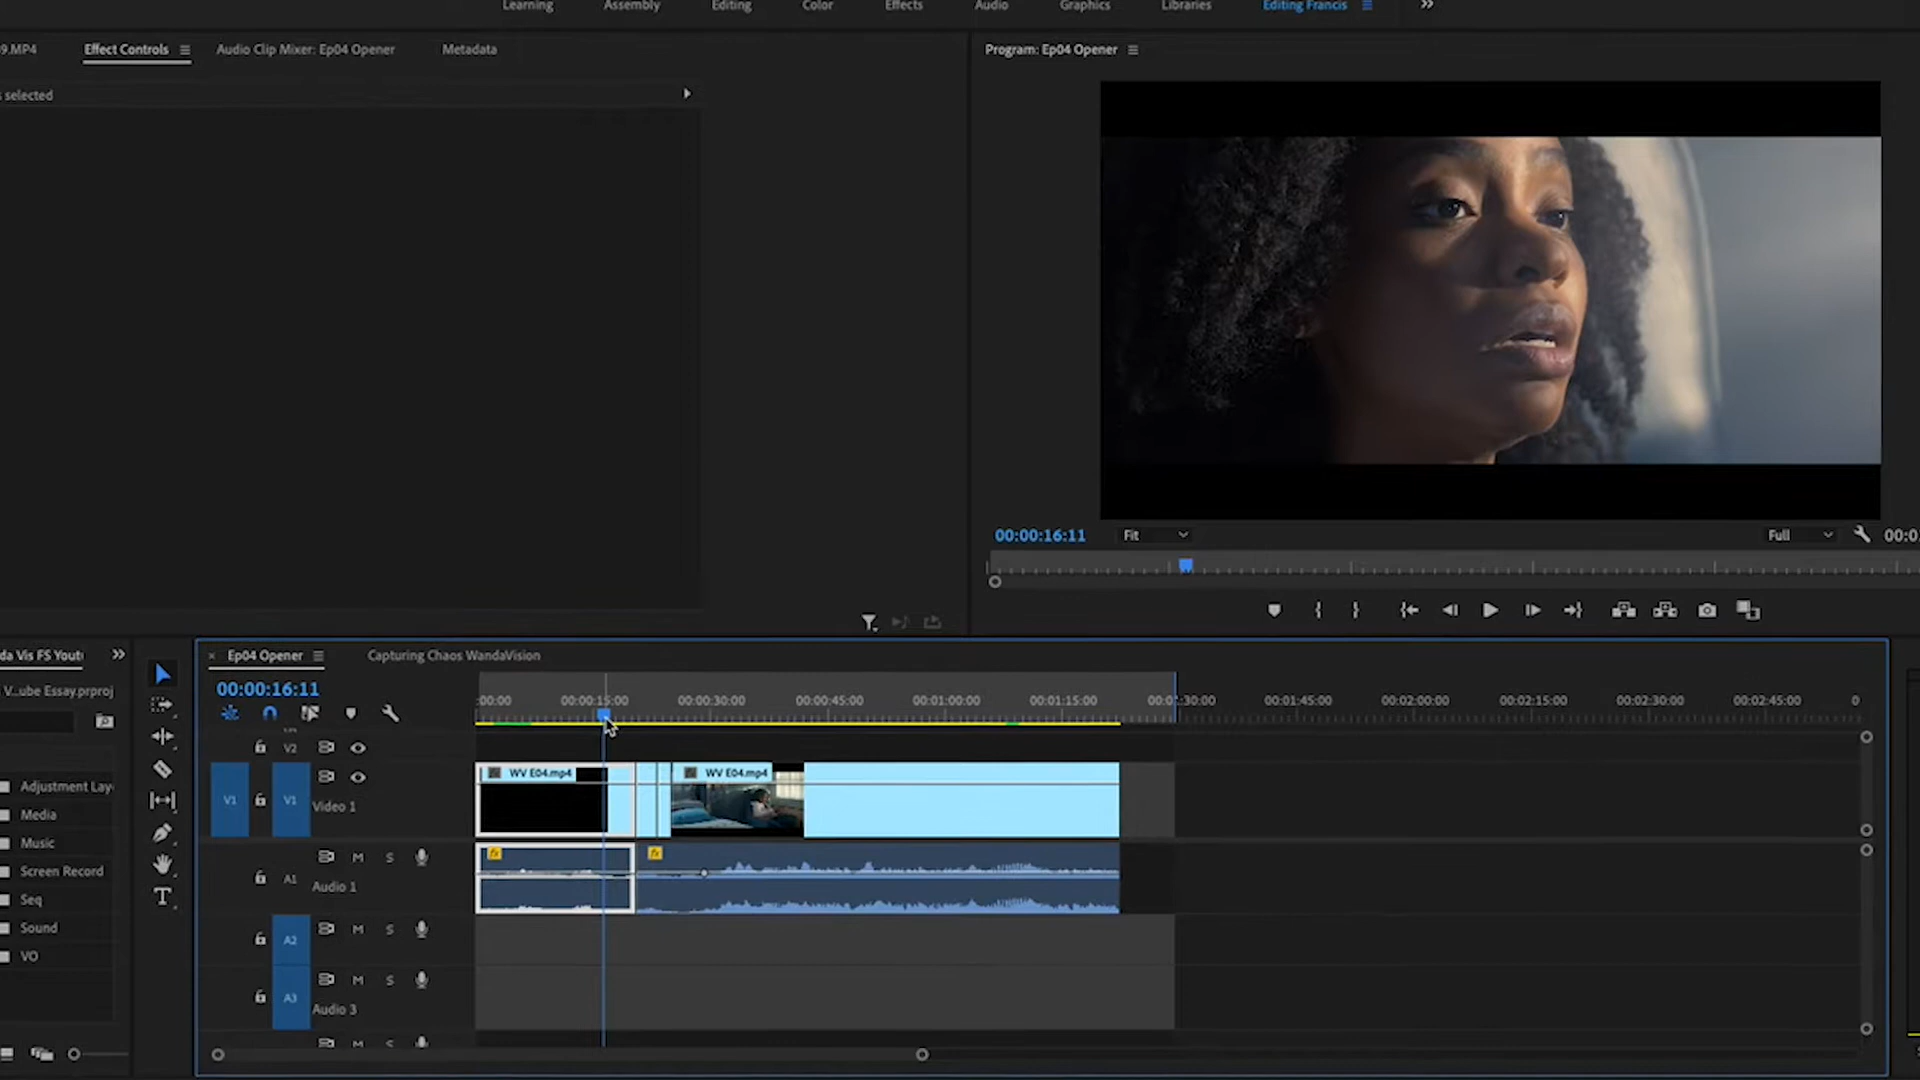 Learning Assembly Editing Color Effects Audio Graphics Libraries Editing Francis
9.MP4 Effect Controls Audio Clip Mixer: Ep04 Opener Metadata Program: Ep04 Opener
selected
00:00:16:11 Fit Full 00:0
da Vis FS Yout Ep04 Opener Capturing Chaos WandaVision
V...ube Essay.prproj 00:00:16:11
:00:00 00:00:15:00 00:00:30:00 00:00:45:00 00:01:00:00 00:01:15:00 00:0 :30:00 00:01:45:00 00:02:00:00 00:02:15:00 00:02:30:00 00:02:45:00 0
V2
WV E04.mp4 WV E04.mp4
Adjustment Lay
V1 V1 Video 1
Media
Music
fx fx
M S
Screen Record
A1 Audio 1
Seq
Sound
M S
A2
VO
M S
A3
Audio 3
M S
T